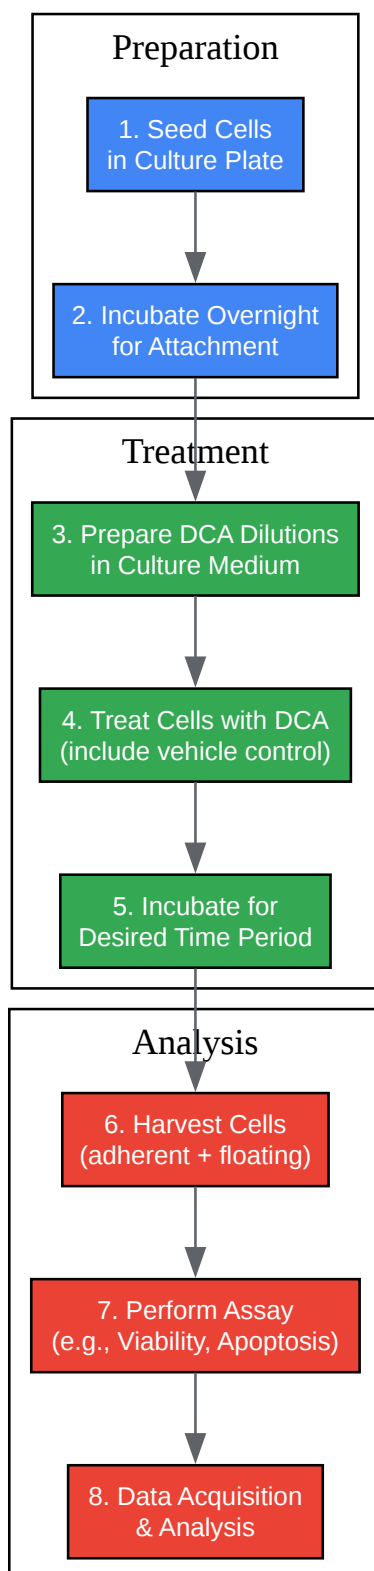 Preparation
1. Seed Cells
in Culture Plate
2. Incubate Overnight
for Attachment
Treatment
3. Prepare DCA Dilutions
in Culture Medium
4. Treat Cells with DCA
(include vehicle control)
5. Incubate for
Desired Time Period
Analysis
6. Harvest Cells
(adherent + floating)
7. Perform Assay
(e.g., Viability, Apoptosis)
8. Data Acquisition
& Analysis